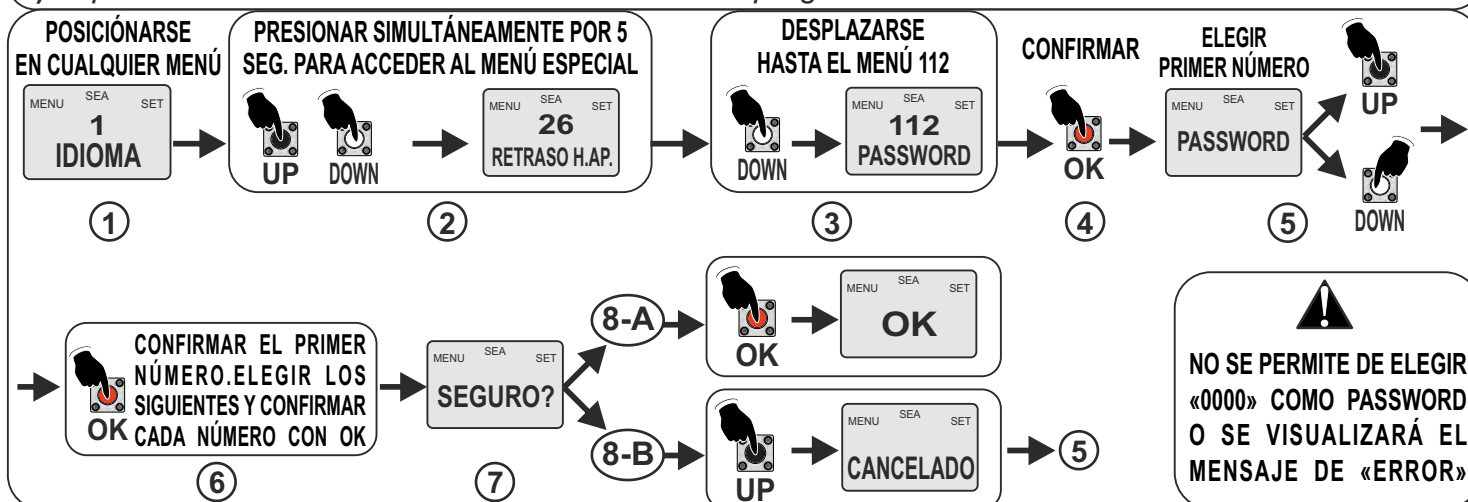 POSICIÓNARSE
EN CUALQUIER MENÚ
MENU SEA SET
1
IDIOMA
1
PRESIONAR SIMULTÁNEAMENTE POR 5
SEG. PARA ACCEDER AL MENÚ ESPECIAL
UP DOWN
MENU SEA SET
26
RETRASO H.AP.
2
DESPLAZARSE
HASTA EL MENÚ 112
DOWN
MENU SEA SET
112
PASSWORD
3
CONFIRMAR
OK
4
ELEGIR
PRIMER NÚMERO
MENU SEA SET
PASSWORD
UP
DOWN
5
OK
CONFIRMAR EL PRIMER
NÚMERO.ELEGIR LOS
SIGUIENTES Y CONFIRMAR
CADA NÚMERO CON OK
6
MENU SEA SET
SEGURO?
7
8-A
OK
MENU SEA SET
OK
8-B
UP
MENU SEA SET
CANCELADO
5
NO SE PERMITE DE ELEGIR
«0000» COMO PASSWORD
O SE VISUALIZARÁ EL
MENSAJE DE «ERROR»